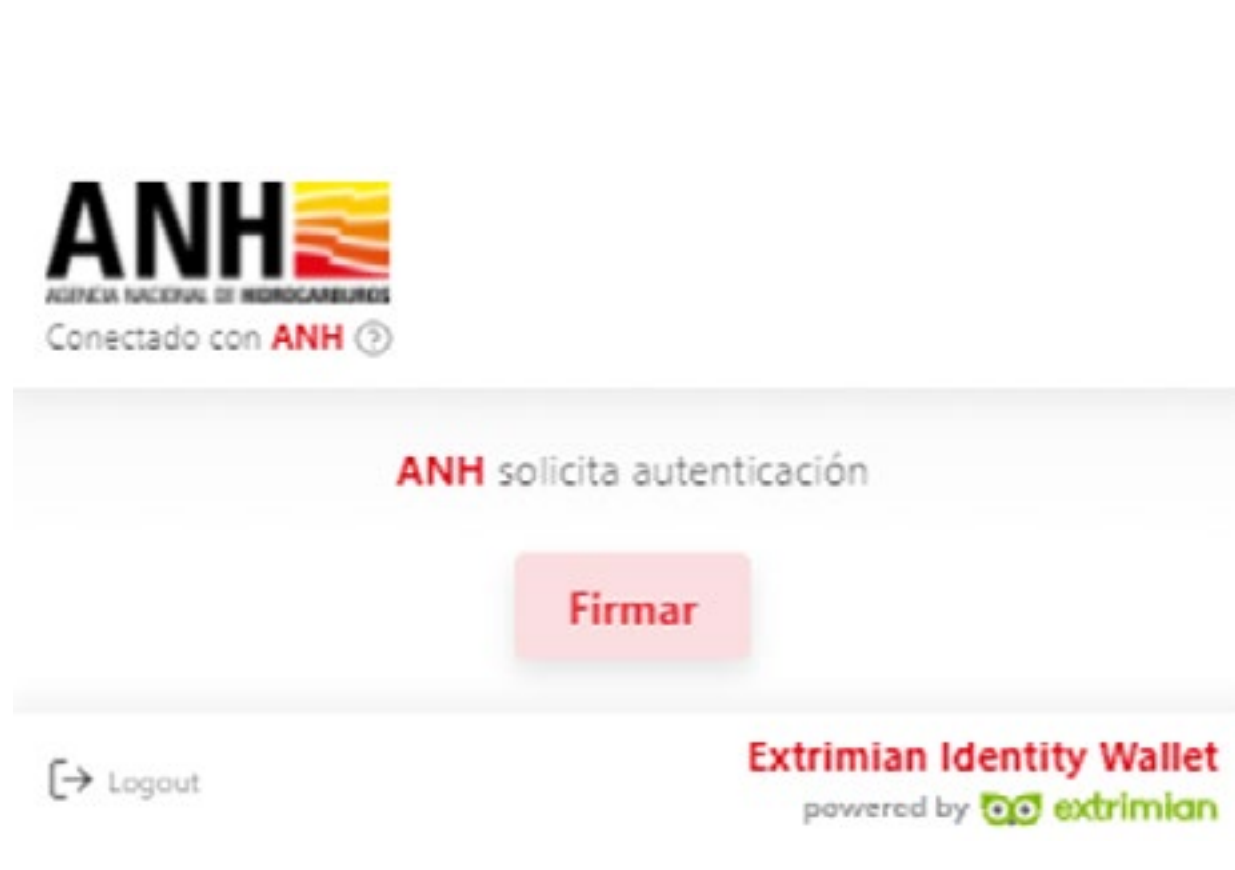 ANH
AGENCIA NACIONAL DE HIDROCARBUROS
Conectado con ANH ?
ANH solicita autenticación
Firmar
Logout
Extrimian Identity Wallet
powered by extrimian